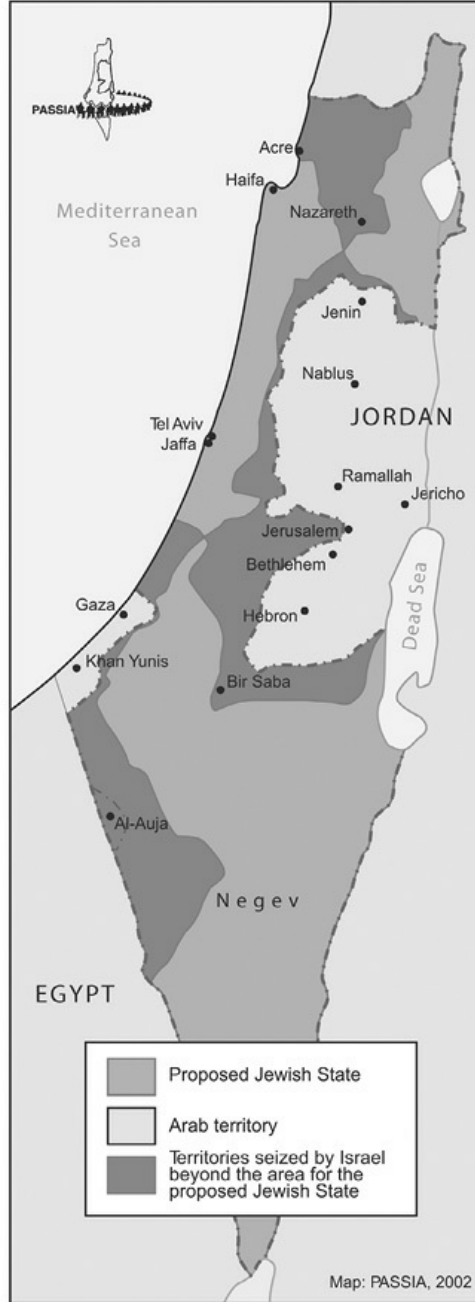 PASSIA
Acre
Haifa
Mediterranean
Sea
Nazareth
Jenin
Nablus
Tel Aviv
Jaffa
JORDAN
Ramallah
Jericho
Jerusalem
Bethlehem
Gaza
Hebron
Dead Sea
Khan Yunis
Bir Saba
Al-Auja
Negev
EGYPT
Proposed Jewish State
Arab territory
Territories seized by Israel
beyond the area for the
proposed Jewish State
Map: PASSIA, 2002